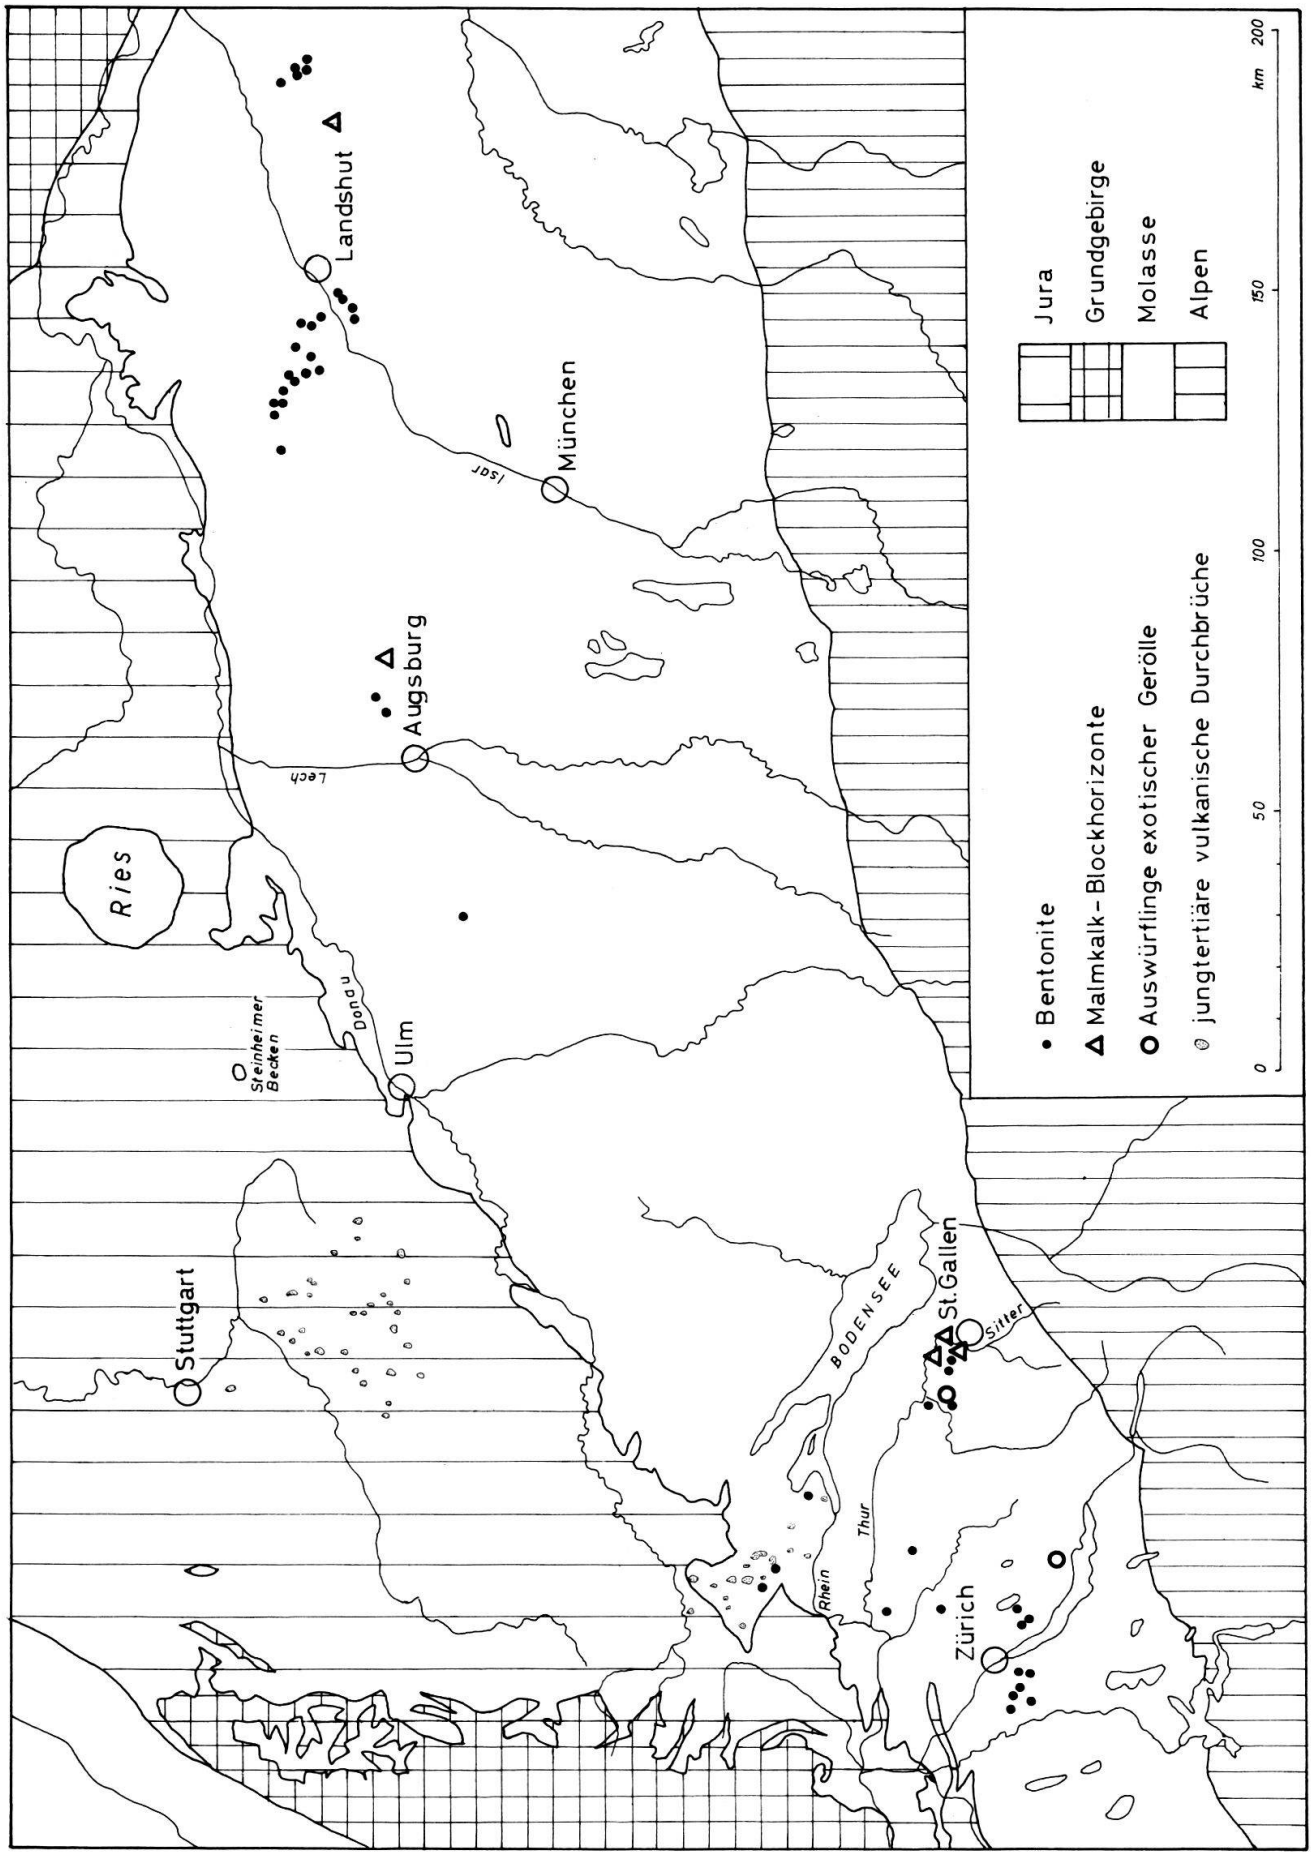 Stuttgart
Steinheimer
Becken
Ries
Donau
Ulm
Lech
Augsburg
Isar
München
Landshut
BODENSEE
St.Gallen
Sitter
Thur
Rhein
Zürich
Bentonite
Malmkalk-Blockhorizonte
Auswürflinge exotischer Gerölle
jungtertiäre vulkanische Durchbrüche
Jura
Grundgebirge
Molasse
Alpen
0 50 100 150 km 200